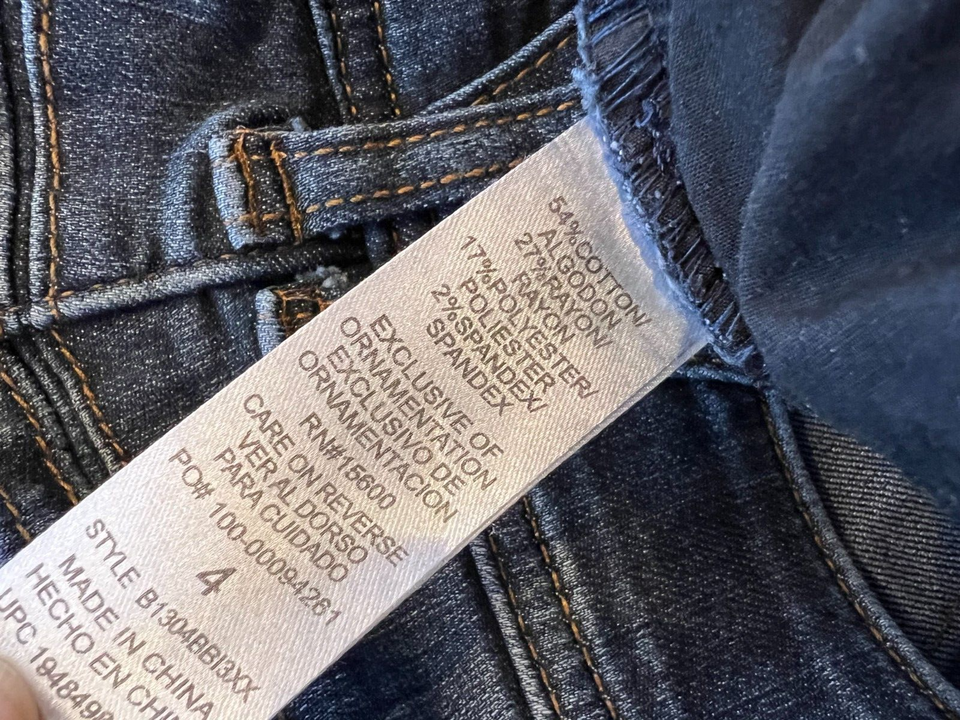 54%COTTON/
ALGODON
27%RAYON/
RAYON/
17%POLYESTER/
POLIESTER
2%SPANDEX/
SPANDEX
EXCLUSIVE OF
ORNAMENTATION
EXCLUSIVO DE
ORNAMENTACION
RN#15600
CARE ON REVERSE
VER AL DORSO
PARA CUIDADO
PO# 100-00094261
4
STYLE B1304BBI3XX
MADE IN CHINA
HECHO EN
UPC